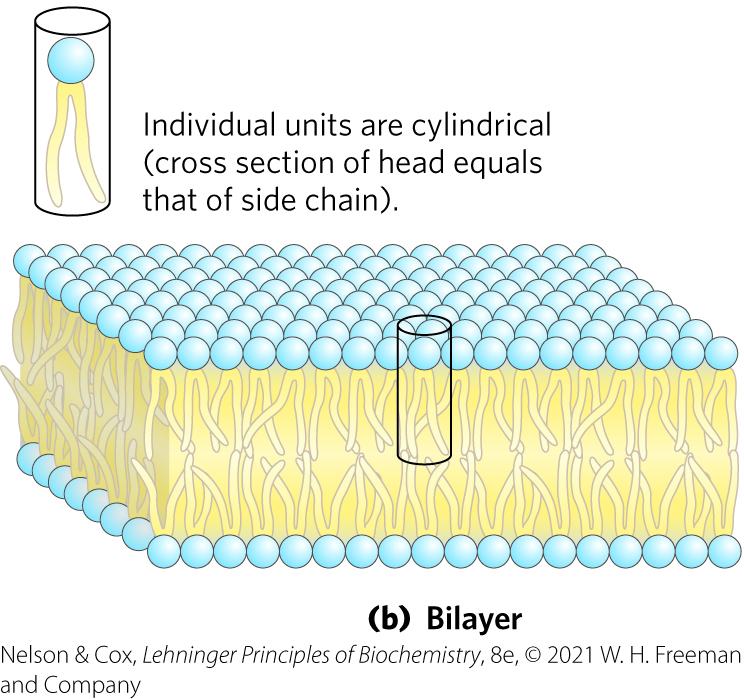 Individual units are cylindrical
(cross section of head equals
that of side chain).
(b) Bilayer
Nelson & Cox, Lehninger Principles of Biochemistry, 8e, © 2021 W. H. Freeman
and Company